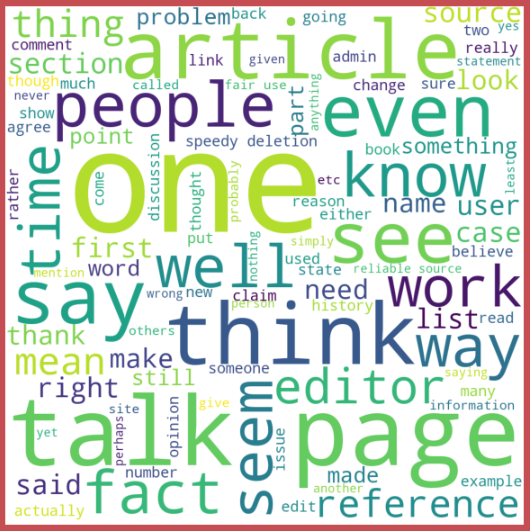 thing
problem
back
going
source
comment
article
link
given
admin
two
yes
really
section
statement
though
much
called
fair use
change
sure
look
never
people
part
anything
even
show
agree
point
speedy deletion
book
something
one
know
rather
time
come
discussion
thought
probably
etc
reason
either
name
user
least
first
put
see
case
nothing
simply
mention
word
well
used
state
reliable source
believe
wrong
new
claim
person
history
need
work
say
thank
others
think
list
read
way
mean
make
someone
saying
right
still
seem
editor
many
information
talk
page
site
opinion
give
yet
perhaps
issue
said
fact
number
made
another
example
actually
edit
reference